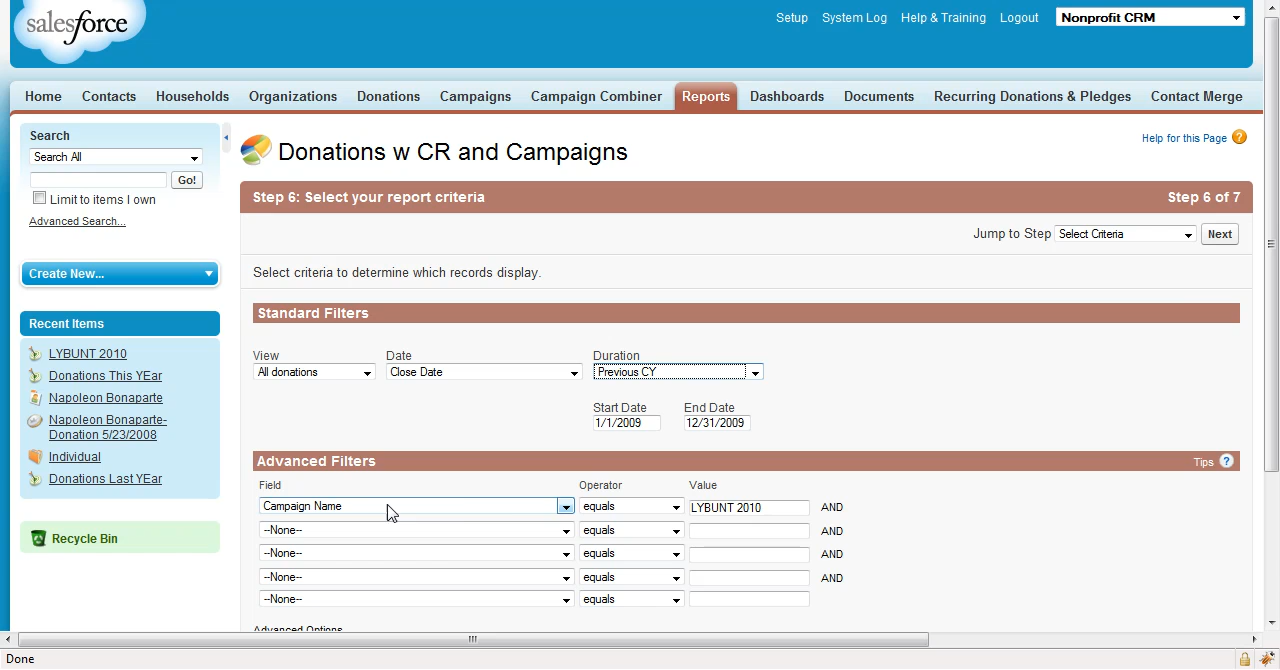 salesforce
Setup System Log Help & Training Logout Nonprofit CRM
Home Contacts Households Organizations Donations Campaigns Campaign Combiner Reports Dashboards Documents Recurring Donations & Pledges Contact Merge
Search
Search All
Go!
Limit to items I own
Advanced Search...
Create New...
Recent Items
LYBUNT 2010
Donations This YEar
Napoleon Bonaparte
Napoleon Bonaparte-
Donation 5/23/2008
Individual
Donations Last YEar
Recycle Bin
Donations w CR and Campaigns
Help for this Page ?
Step 6: Select your report criteria Step 6 of 7
Jump to Step Select Criteria Next
Select criteria to determine which records display.
Standard Filters
View Date Duration
All donations Close Date Previous CY
Start Date End Date
1/1/2009 12/31/2009
Advanced Filters Tips ?
Field Operator Value
Campaign Name equals LYBUNT 2010 AND
--None-- equals AND
--None-- equals AND
--None-- equals AND
--None-- equals
Advanced Options
Done